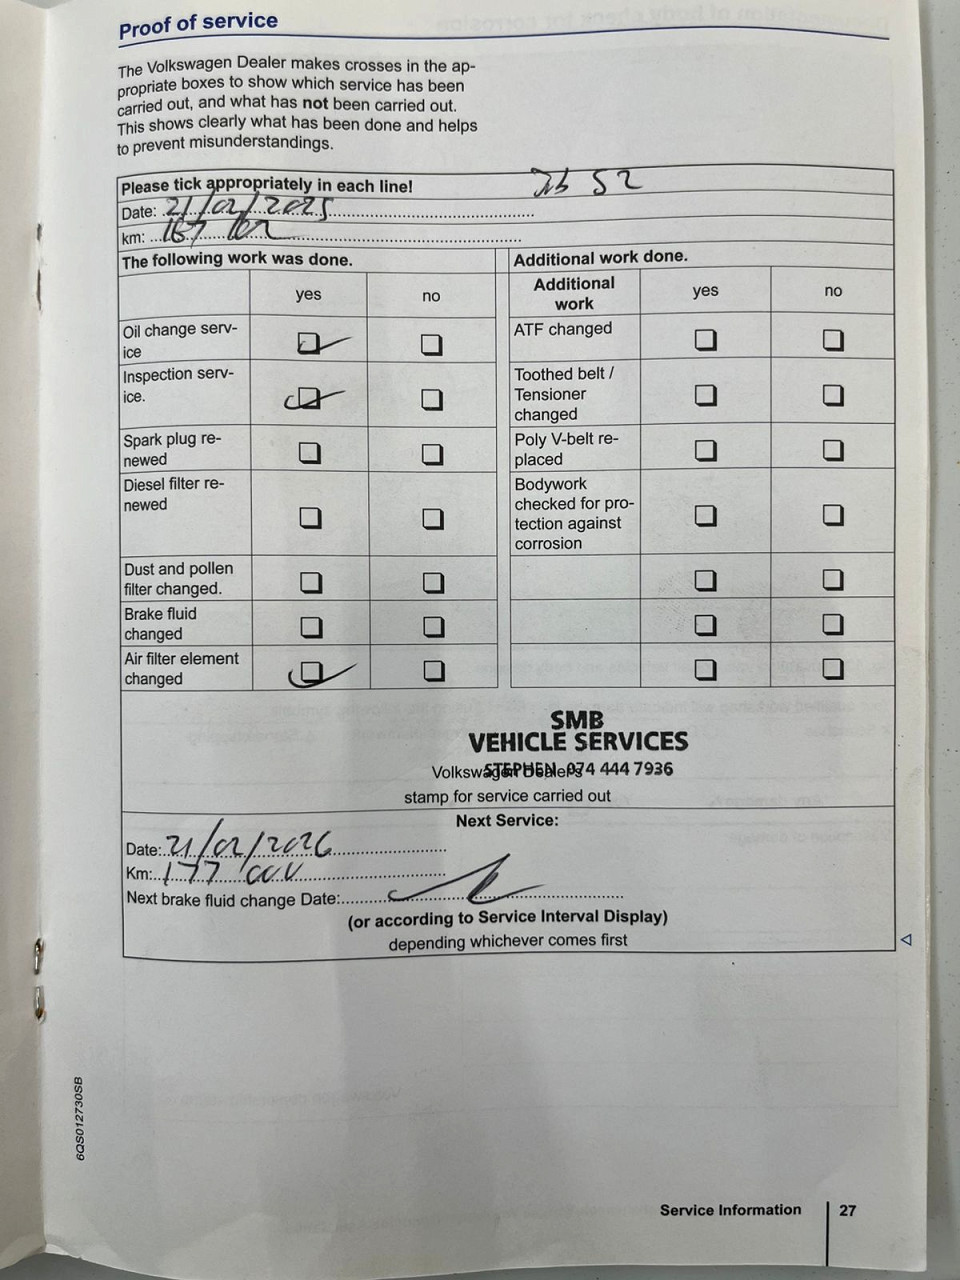 Proof of service
The Volkswagen Dealer makes crosses in the ap-
propriate boxes to show which service has been
carried out, and what has not been carried out.
This shows clearly what has been done and helps
to prevent misunderstandings.
Please tick appropriately in each line!
Date: 21/02/2025
km: 167
The following work was done.
Additional work done.
yes
no
Additional
work
yes
no
Oil change serv-
ice
ATF changed
Inspection serv-
ice.
Toothed belt /
Tensioner
changed
Spark plug re-
newed
Poly V-belt re-
placed
Diesel filter re-
newed
Bodywork
checked for pro-
tection against
corrosion
Dust and pollen
filter changed.
Brake fluid
changed
Air filter element
changed
SMB
VEHICLE SERVICES
STEPHEN 074 444 7936
Volkswagen Dealers
stamp for service carried out
Next Service:
Date: 21/02/2026
Km: 177 000
Next brake fluid change Date:
(or according to Service Interval Display)
depending whichever comes first
6QS012730SB
Service Information
27